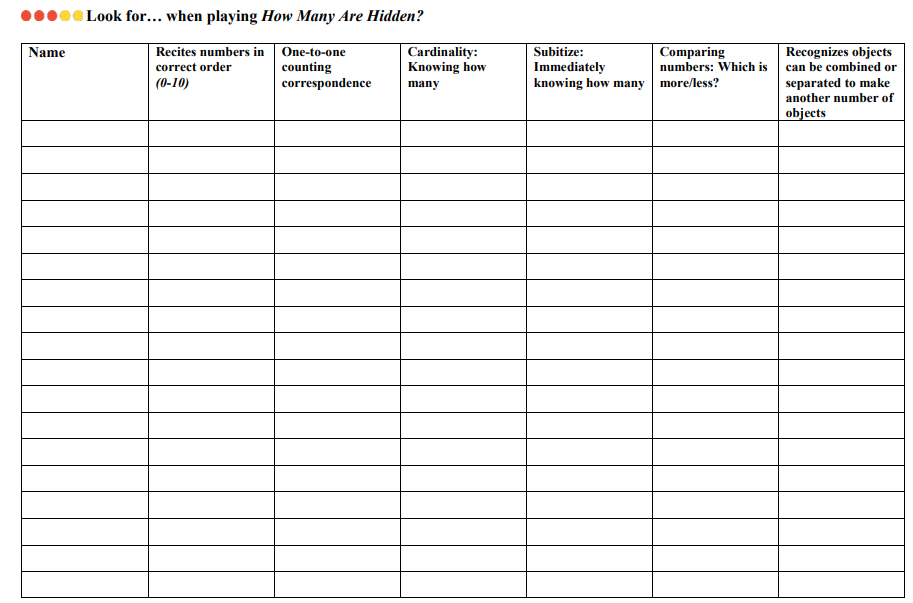 Look for… when playing How Many Are Hidden?
Name
Recites numbers in
correct order
(0-10)
One-to-one
counting
correspondence
Cardinality:
Knowing how
many
Subitize:
Immediately
knowing how many
Comparing
numbers: Which is
more/less?
Recognizes objects
can be combined or
separated to make
another number of
objects